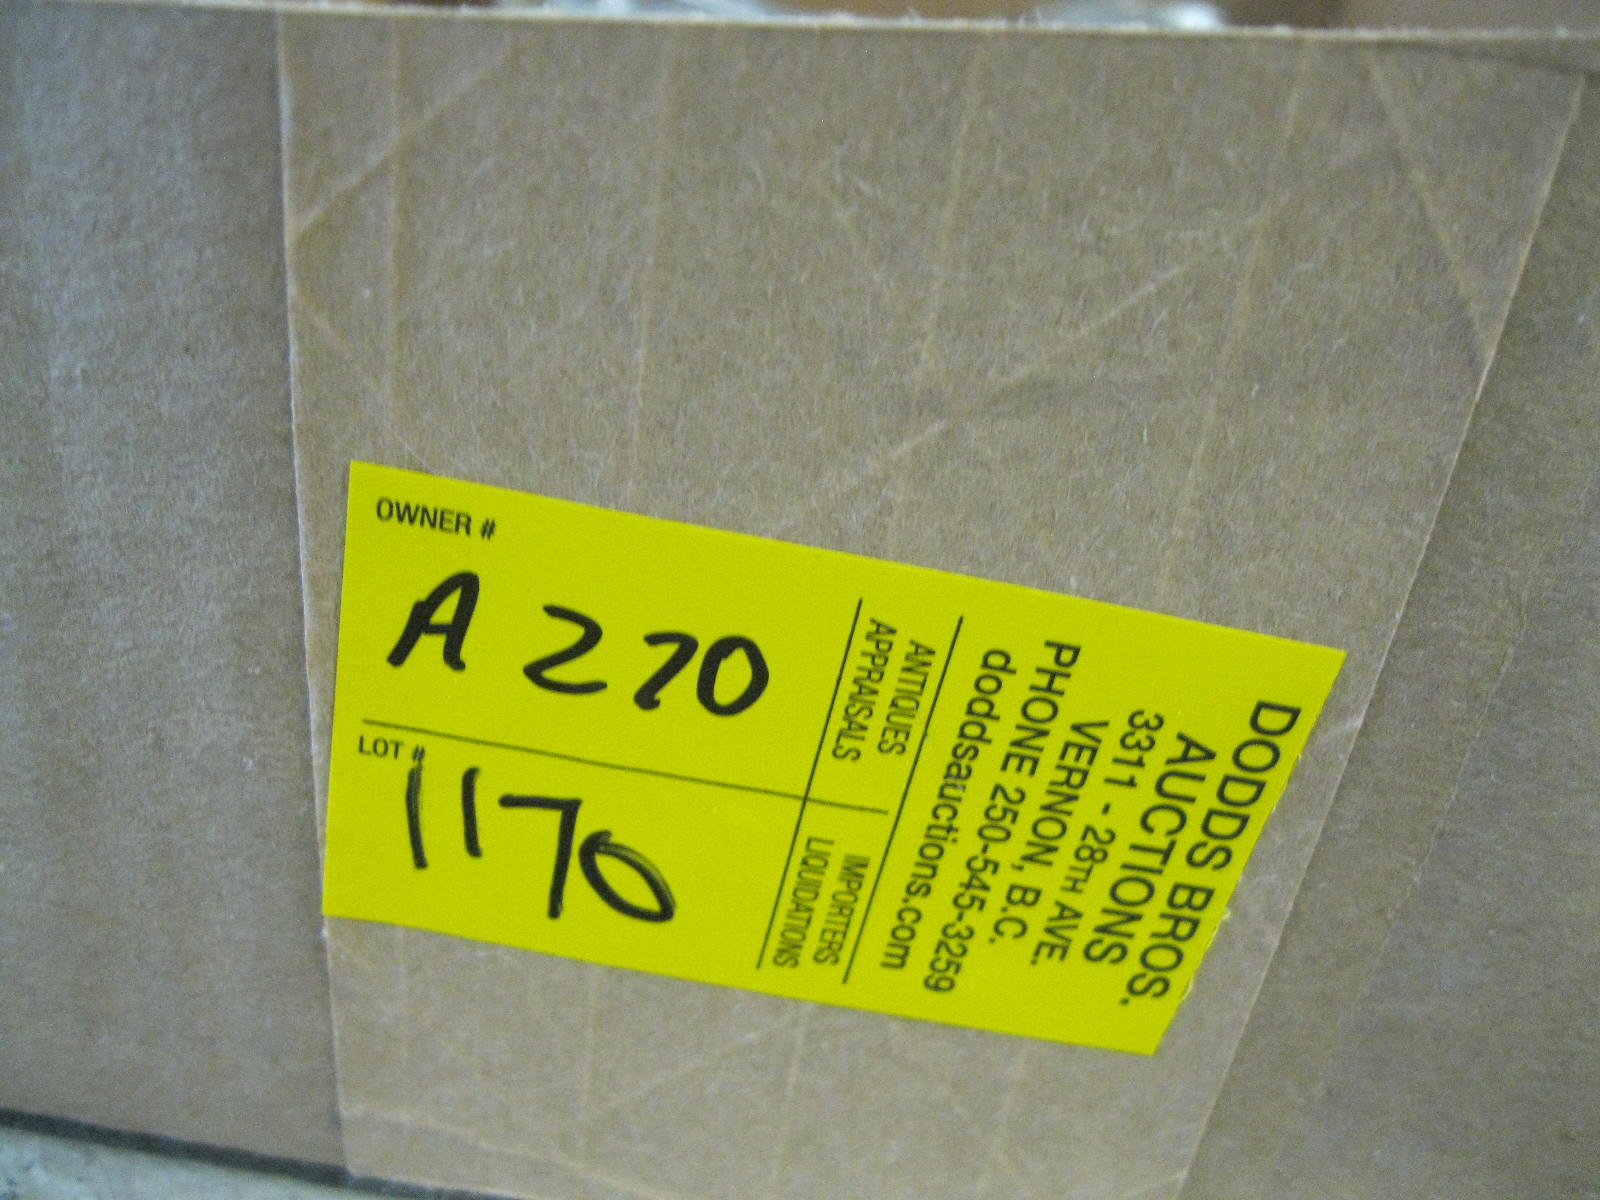 OWNER #
A 270
LOT #
1170
DODDS BROS.
AUCTIONS
3311 - 28TH AVE.
VERNON, B.C.
PHONE 250-545-3259
doddsauctions.com
ANTIQUES
APPRAISALS
IMPORTERS
LIQUIDATIONS